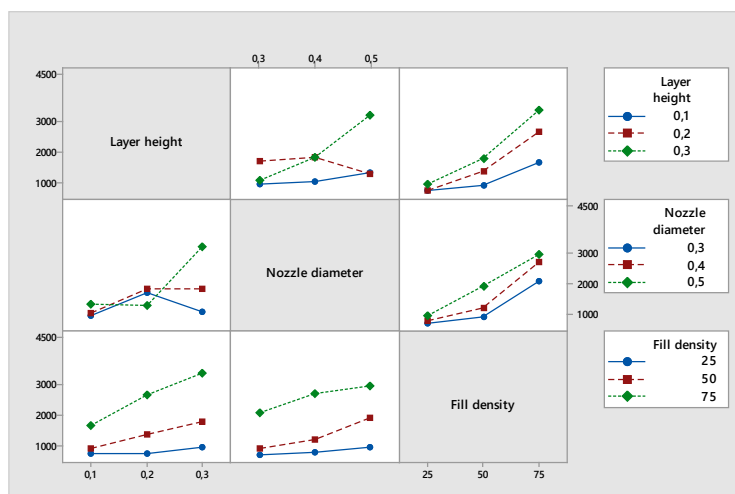 0,3 0,4 0,5
4500
3000
2000
1000
Layer height
Layer
height
0,1
0,2
0,3
Nozzle diameter
4500
3000
2000
1000
Nozzle
diameter
0,3
0,4
0,5
4500
3000
2000
1000
Fill density
Fill density
25
50
75
0,1 0,2 0,3
25 50 75